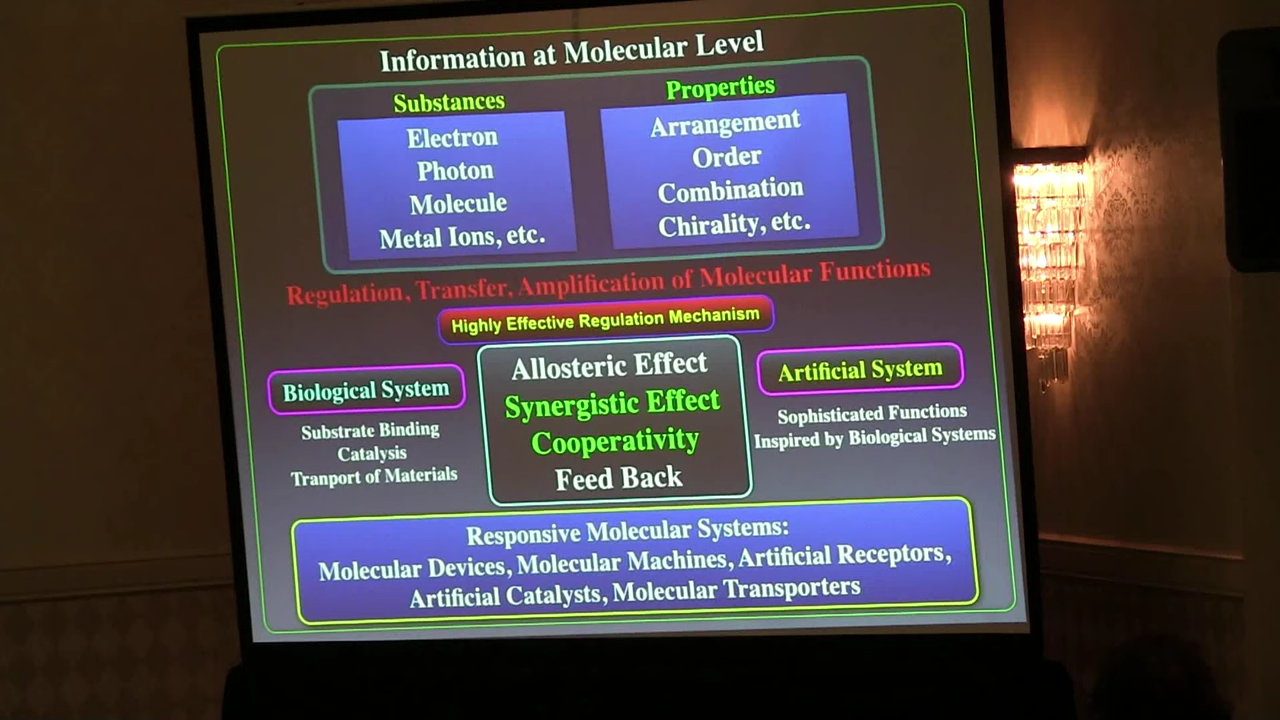 Information at Molecular Level
Substances
Electron
Photon
Molecule
Metal Ions, etc.
Properties
Arrangement
Order
Combination
Chirality, etc.
Regulation, Transfer, Amplification of Molecular Functions
Highly Effective Regulation Mechanism
Biological System
Substrate Binding
Catalysis
Tranport of Materials
Allosteric Effect
Synergistic Effect
Cooperativity
Feed Back
Artificial System
Sophisticated Functions
Inspired by Biological Systems
Responsive Molecular Systems:
Molecular Devices, Molecular Machines, Artificial Receptors,
Artificial Catalysts, Molecular Transporters